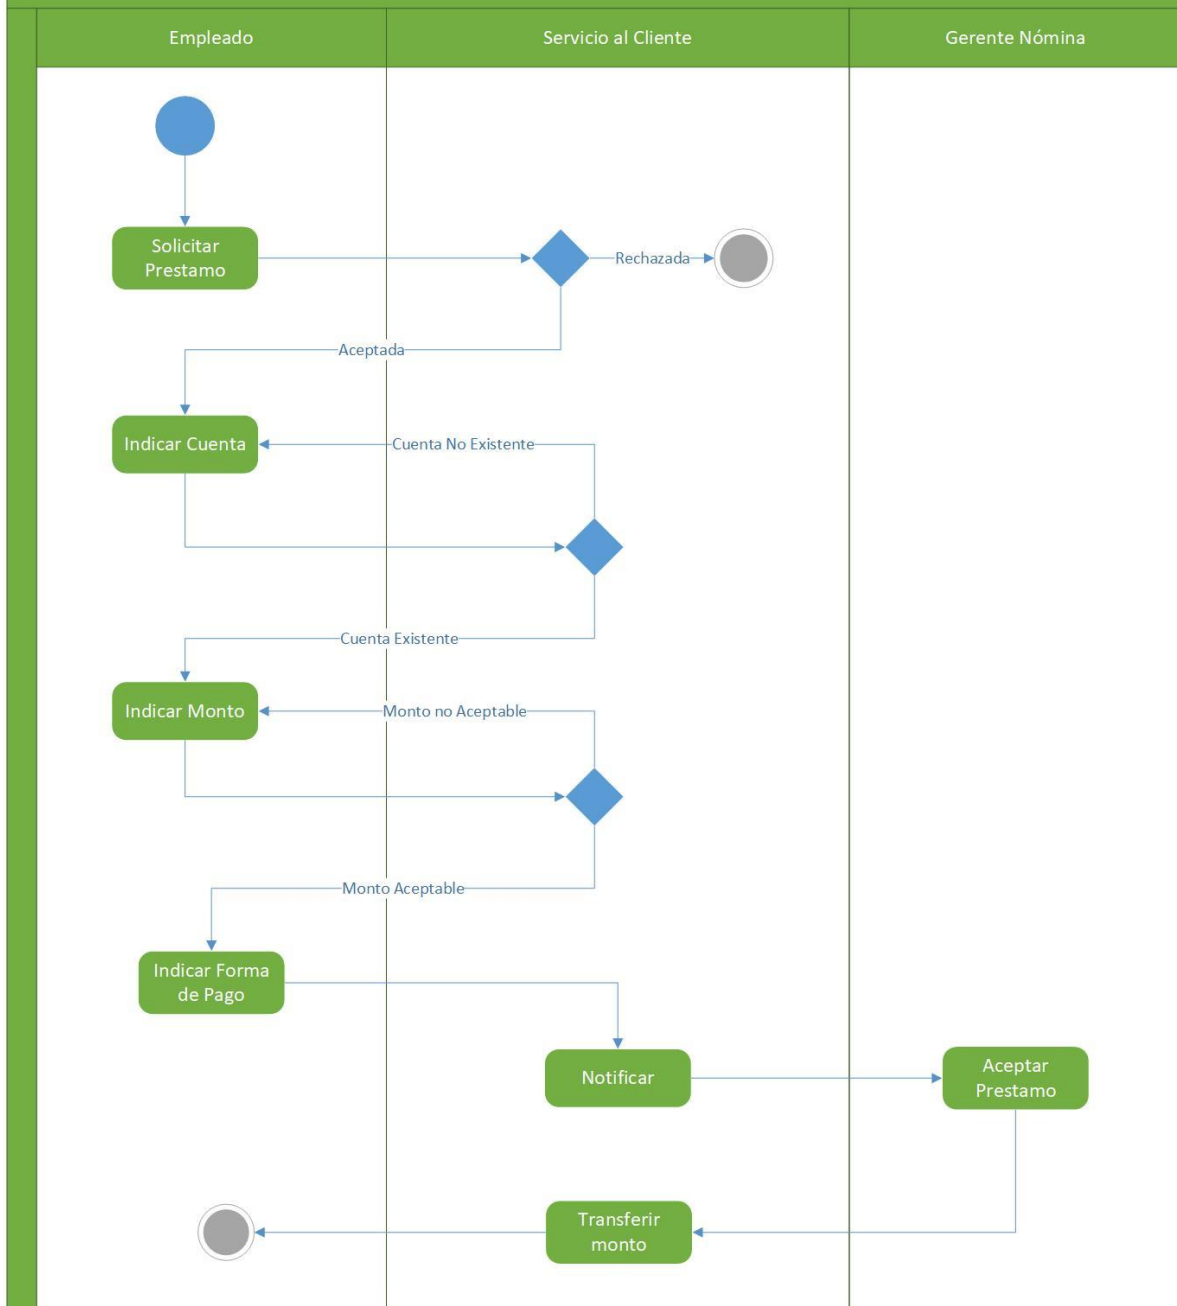 Empleado
Servicio al Cliente
Gerente Nómina
Solicitar
Prestamo
Rechazada
Aceptada
Indicar Cuenta
Cuenta No Existente
Cuenta Existente
Indicar Monto
Monto no Aceptable
Monto Aceptable
Indicar Forma
de Pago
Notificar
Aceptar
Prestamo
Transferir
monto